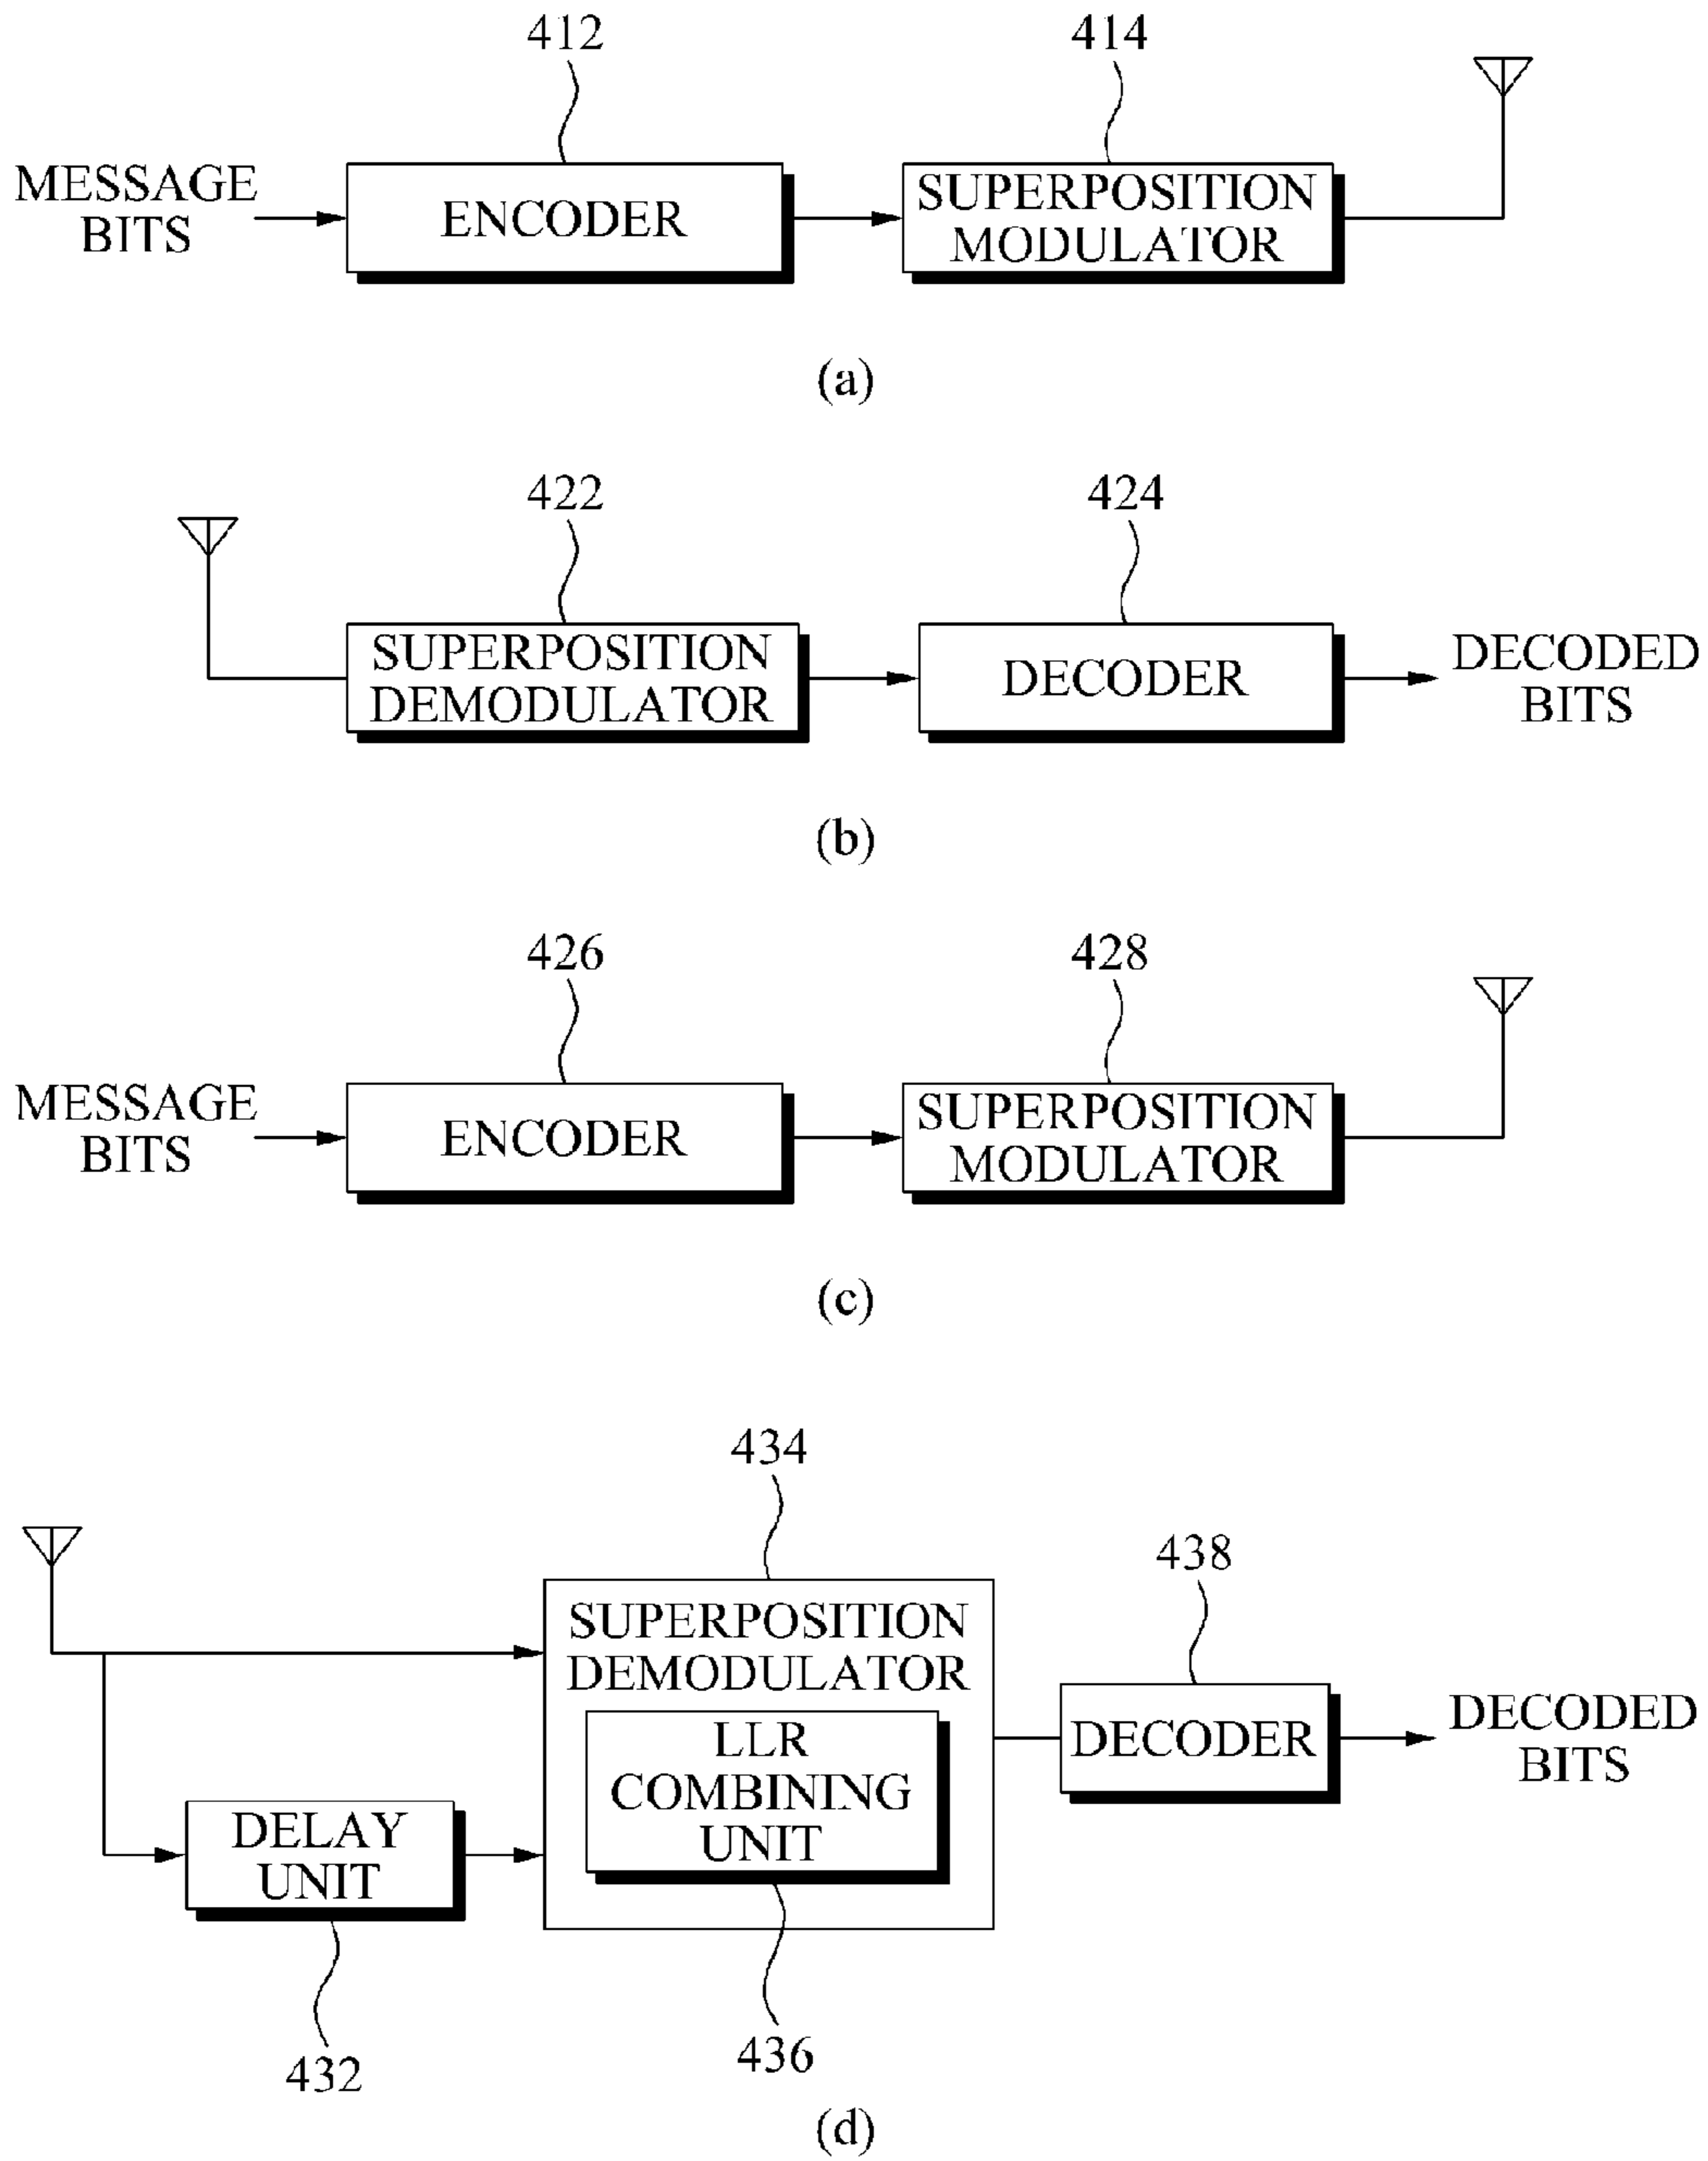 412
414
MESSAGE
BITS
ENCODER
SUPERPOSITION
MODULATOR
(a)
422
424
SUPERPOSITION
DEMODULATOR
DECODER
DECODED
BITS
(b)
426
428
MESSAGE
BITS
ENCODER
SUPERPOSITION
MODULATOR
(c)
434
438
SUPERPOSITION
DEMODULATOR
LLR
COMBINING
UNIT
DECODER
DECODED
BITS
DELAY
UNIT
432
436
(d)